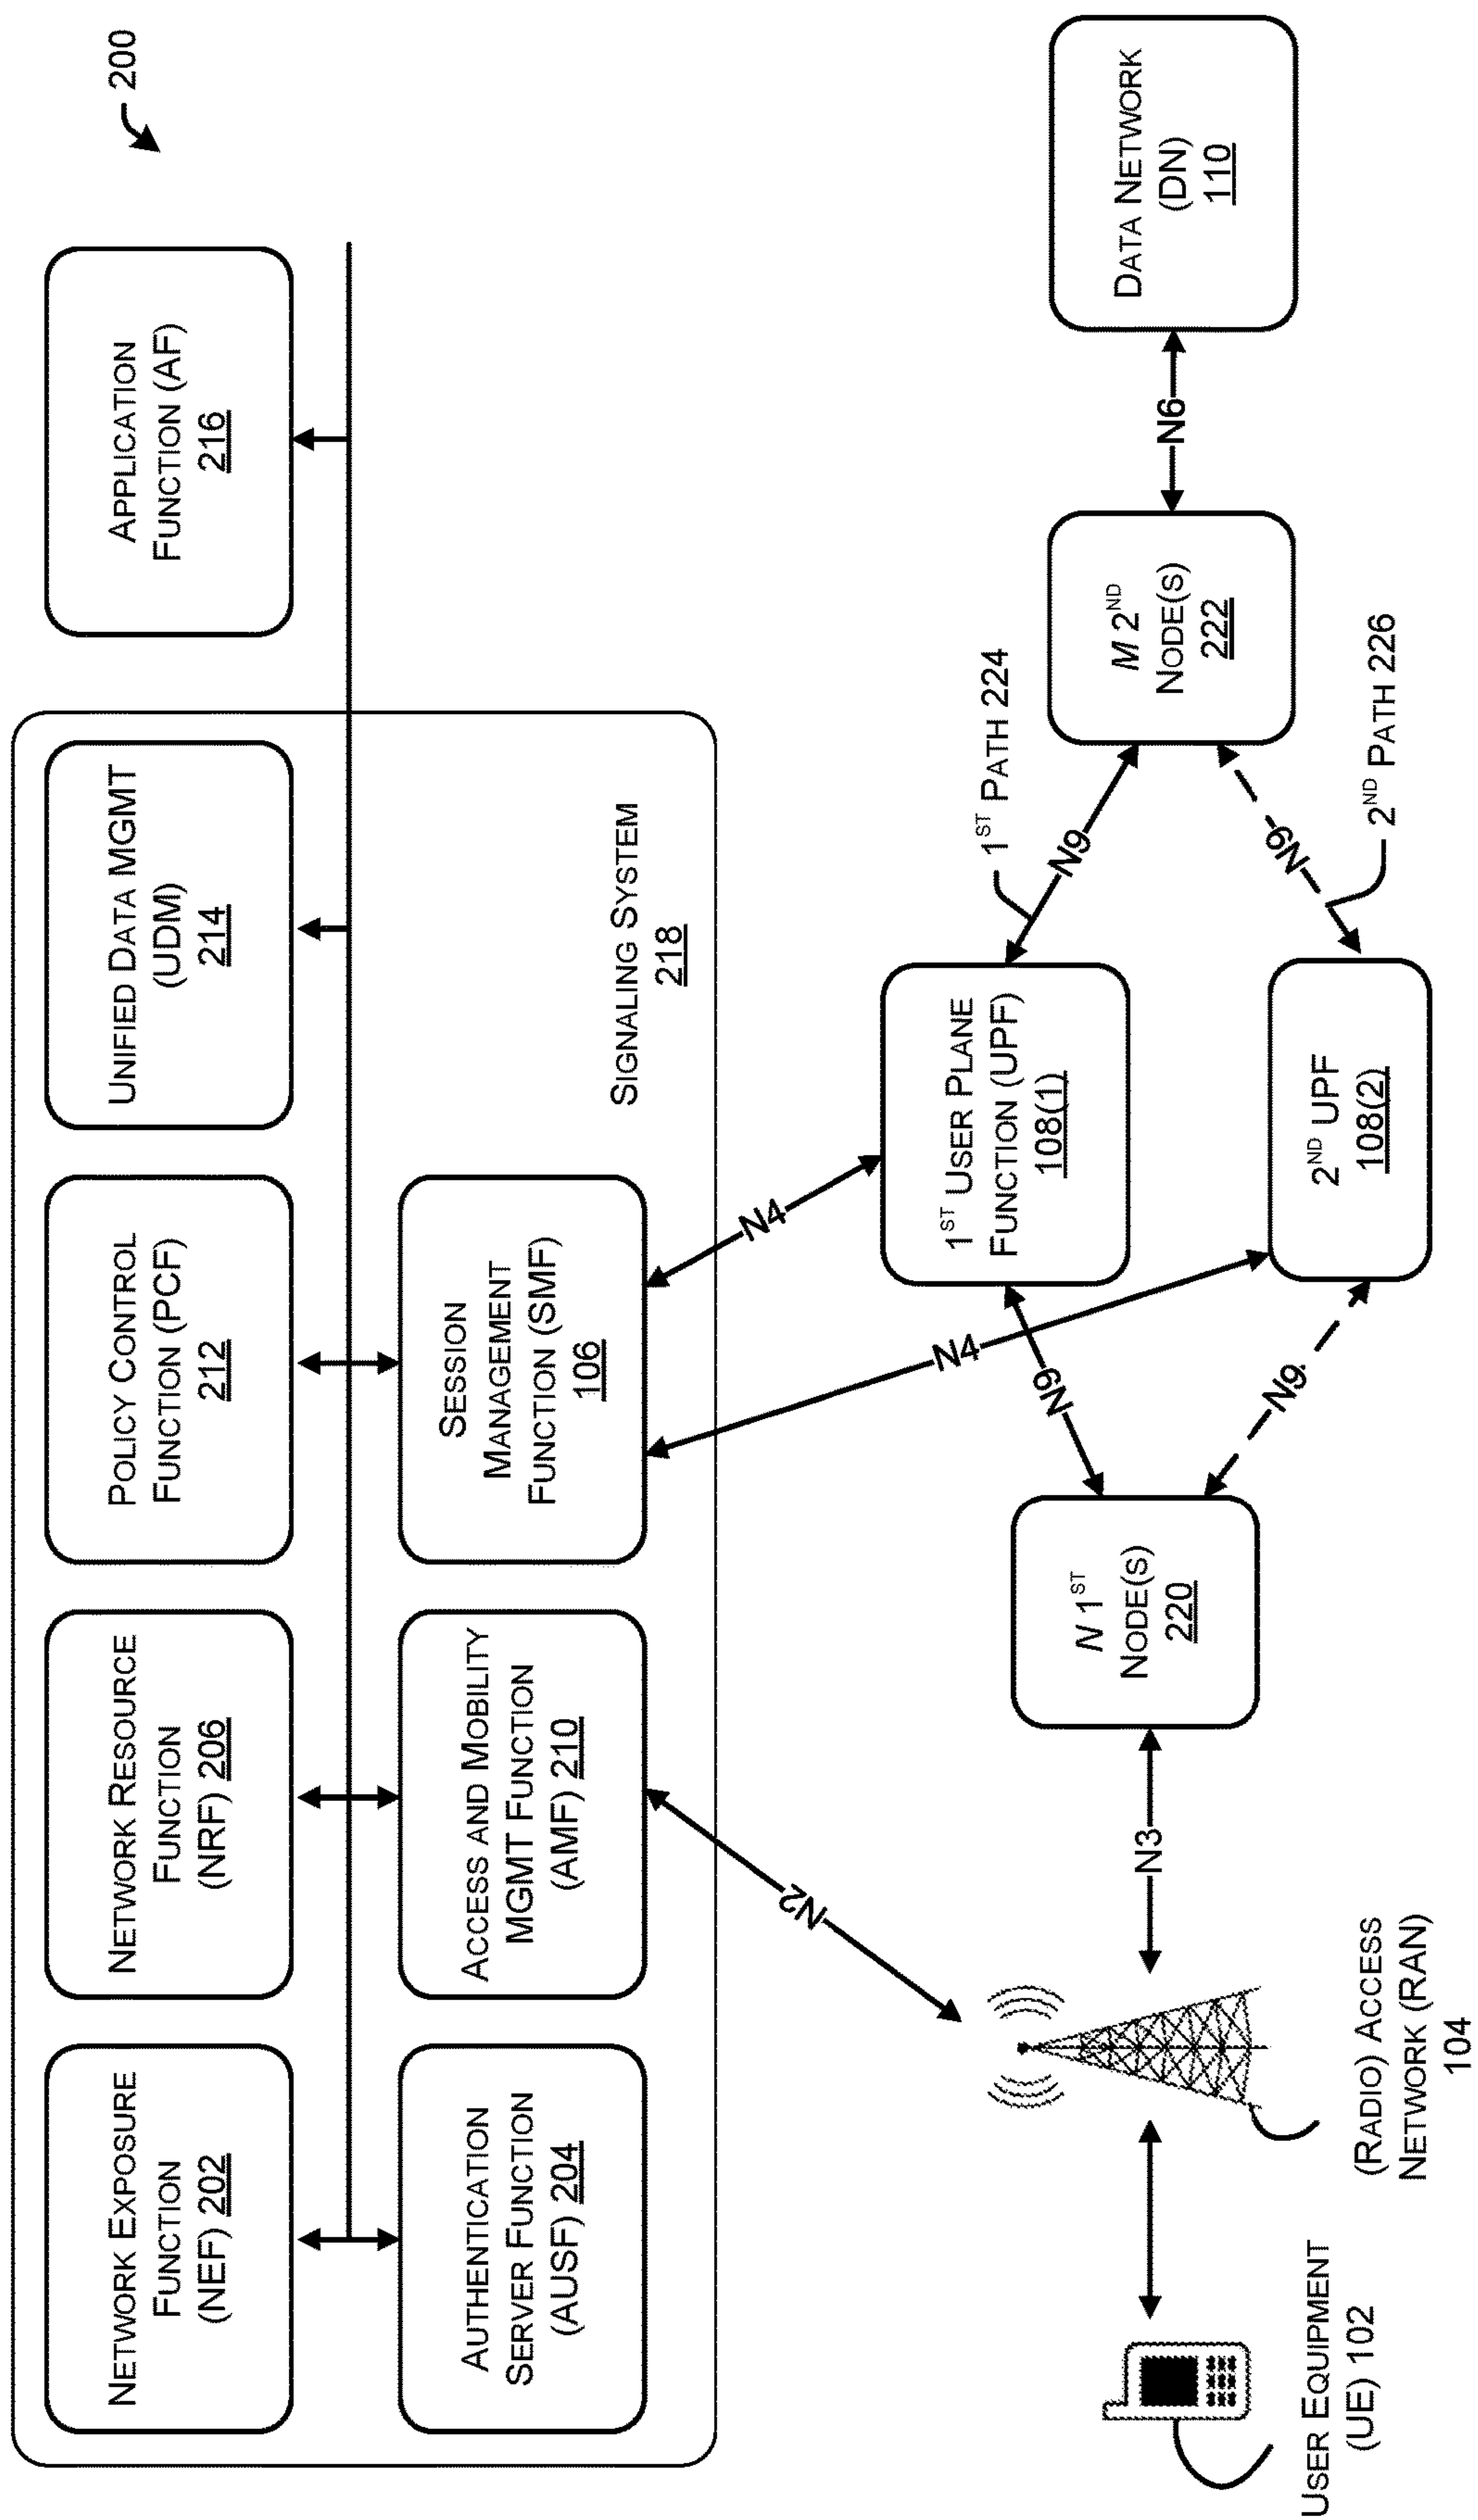 200
NETWORK EXPOSURE
FUNCTION
(NEF) 202
NETWORK RESOURCE
FUNCTION
(NRF) 206
POLICY CONTROL
FUNCTION (PCF)
212
UNIFIED DATA MGMT
(UDM)
214
APPLICATION
FUNCTION (AF)
216
AUTHENTICATION
SERVER FUNCTION
(AUSF) 204
ACCESS AND MOBILITY
MGMT FUNCTION
(AMF) 210
SESSION
MANAGEMENT
FUNCTION (SMF)
106
SIGNALING SYSTEM
218
N2
N4
N4
1ST USER PLANE
FUNCTION (UPF)
108(1)
1ST PATH 224
N9
N9
N 1ST
NODE(S)
220
M 2ND
NODE(S)
222
N3
N6
DATA NETWORK
(DN)
110
N9
N9
2ND UPF
108(2)
2ND PATH 226
USER EQUIPMENT
(UE) 102
(RADIO) ACCESS
NETWORK (RAN)
104